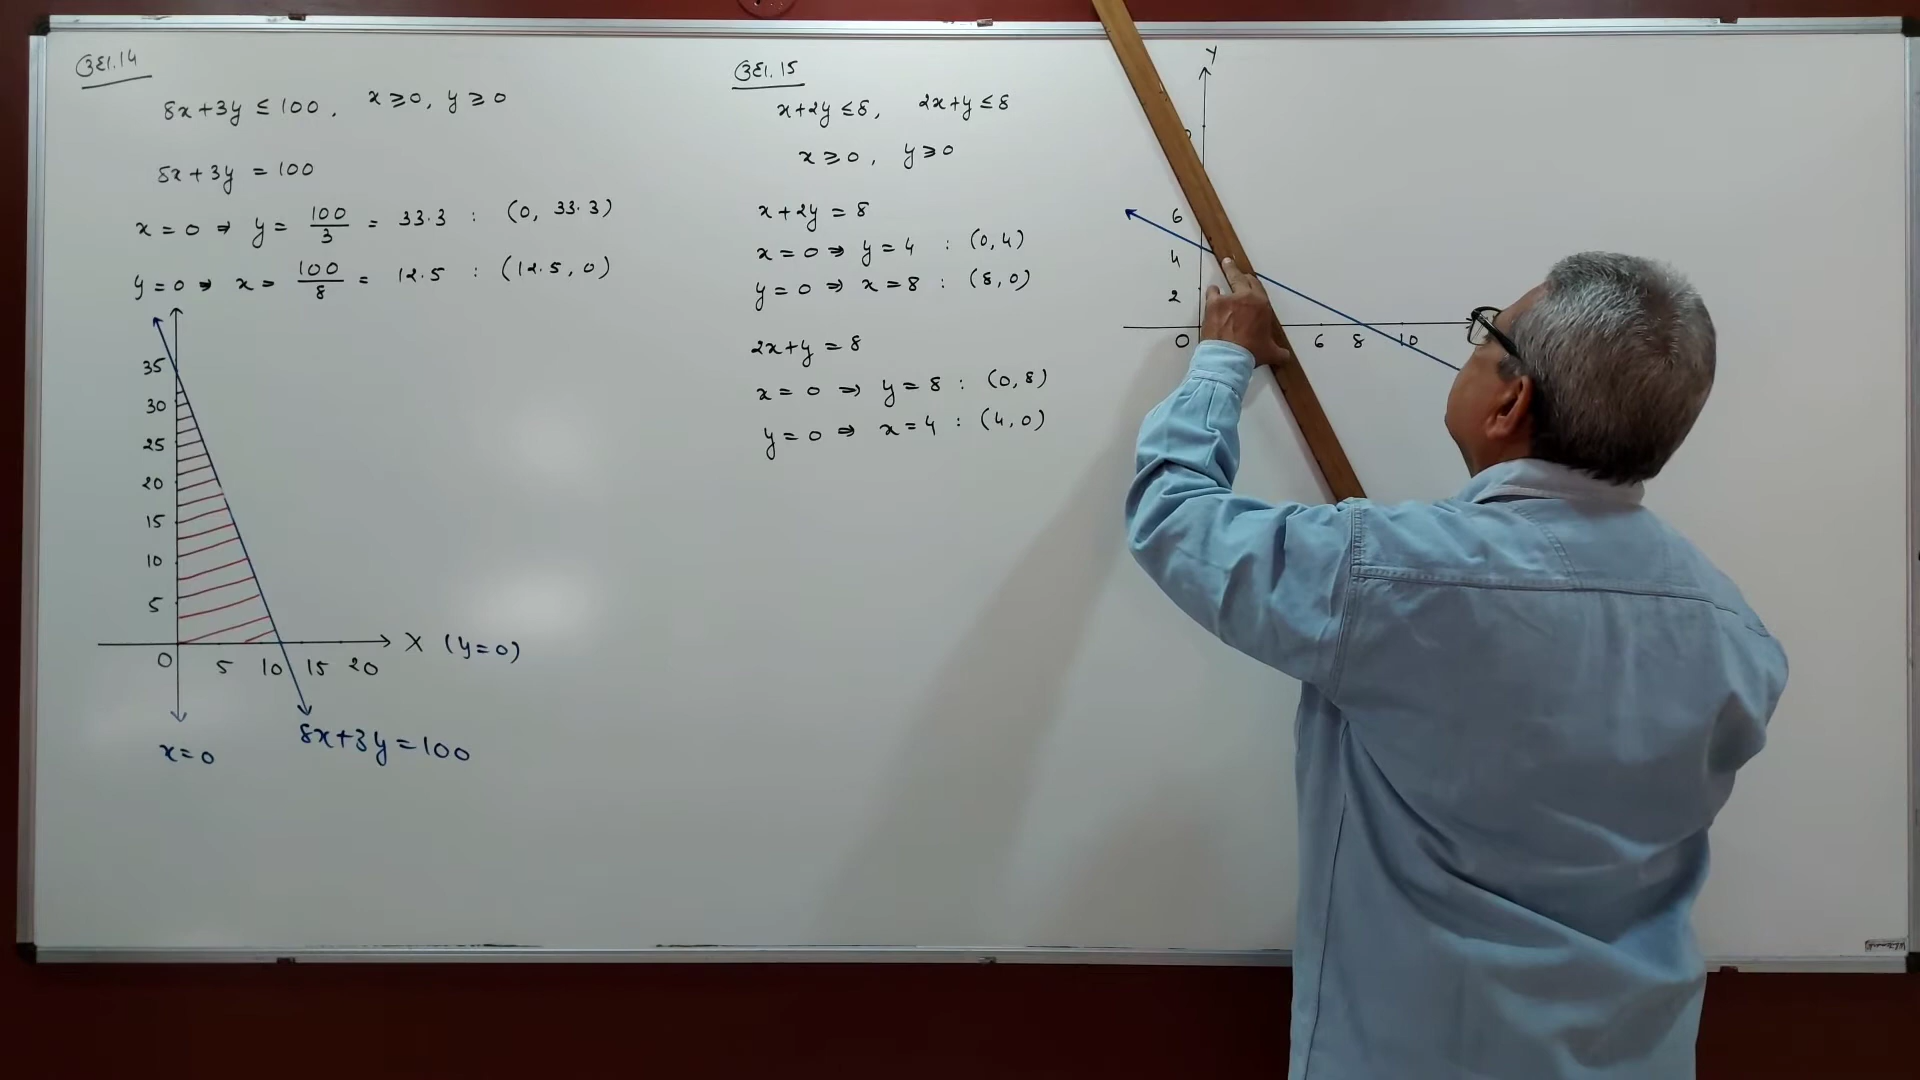 ઉદા.14
8x+3y ≤ 100, x ≥ 0, y ≥ 0
8x+3y = 100
x = 0 ⇒ y = 100/3 = 33.3 : (0, 33.3)
y = 0 ⇒ x = 100/8 = 12.5 : (12.5, 0)
35
30
25
20
15
10
5
O 5 10 15 20
X (y=0)
8x+3y=100
x=0
ઉદા.15
x+2y ≤ 8, 2x+y ≤ 8
x ≥ 0, y ≥ 0
x+2y = 8
x = 0 ⇒ y = 4 : (0,4)
y = 0 ⇒ x = 8 : (8,0)
2x+y = 8
x = 0 ⇒ y = 8 : (0,8)
y = 0 ⇒ x = 4 : (4,0)
Y
6
4
2
O 6 8 10